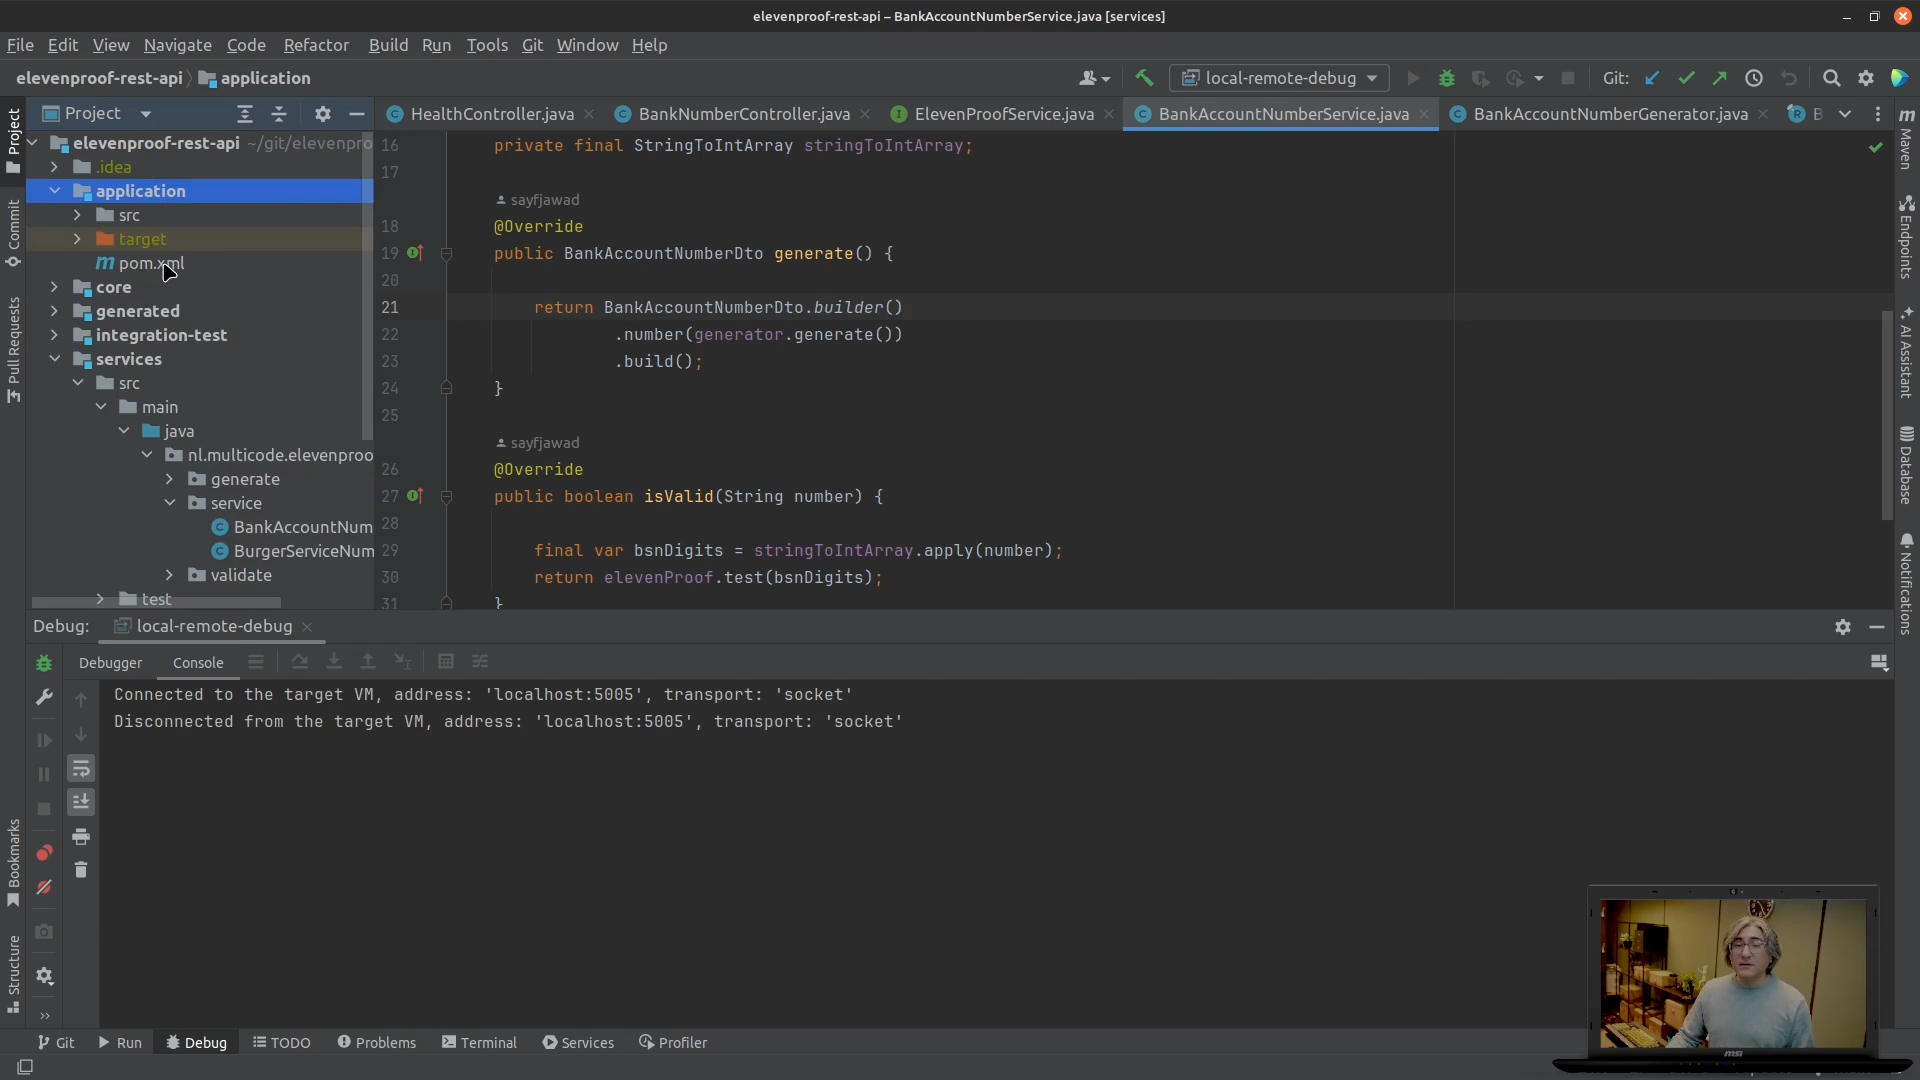 elevenproof-rest-api – BankAccountNumberService.java [services]
File Edit View Navigate Code Refactor Build Run Tools Git Window Help
elevenproof-rest-api application
local-remote-debug
Git:
Project
HealthController.java
BankNumberController.java
ElevenProofService.java
BankAccountNumberService.java
BankAccountNumberGenerator.java
B
elevenproof-rest-api ~/git/elevenpro
.idea
application
src
target
pom.xml
core
generated
integration-test
services
src
main
java
nl.multicode.elevenproo
generate
service
BankAccountNum
BurgerServiceNum
validate
test
16 private final StringToIntArray stringToIntArray;
17
sayfjawad
18 @Override
19 public BankAccountNumberDto generate() {
20
21 return BankAccountNumberDto.builder()
22 .number(generator.generate())
23 .build();
24 }
25
sayfjawad
26 @Override
27 public boolean isValid(String number) {
28
29 final var bsnDigits = stringToIntArray.apply(number);
30 return elevenProof.test(bsnDigits);
31 }
Project
Commit
Pull Requests
Bookmarks
Structure
Maven
Endpoints
AI Assistant
Database
Notifications
Debug: local-remote-debug
Debugger Console
Connected to the target VM, address: 'localhost:5005', transport: 'socket'
Disconnected from the target VM, address: 'localhost:5005', transport: 'socket'
Git Run Debug TODO Problems Terminal Services Profiler
msi